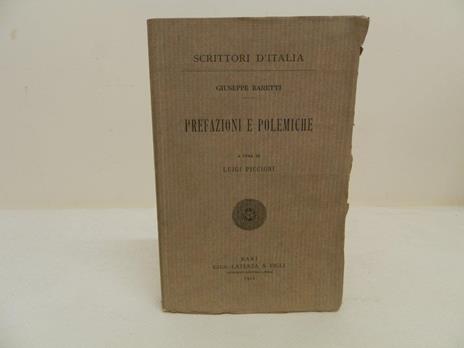 SCRITTORI D'ITALIA
GIUSEPPE BARETTI
PREFAZIONI E POLEMICHE
A CURA DI
LUIGI PICCIONI
BARI
GIUS. LATERZA & FIGLI